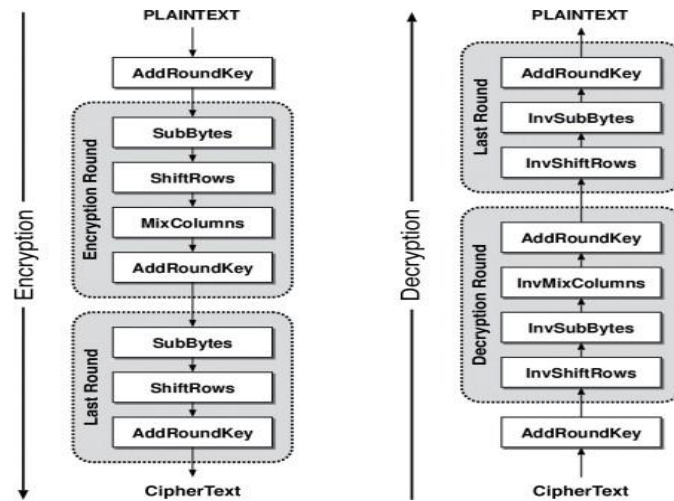 PLAINTEXT
AddRoundKey
SubBytes
ShiftRows
MixColumns
AddRoundKey
Encryption Round
SubBytes
ShiftRows
AddRoundKey
Last Round
CipherText
Encryption
PLAINTEXT
AddRoundKey
InvSubBytes
InvShiftRows
Last Round
AddRoundKey
InvMixColumns
InvSubBytes
InvShiftRows
Decryption Round
AddRoundKey
CipherText
Decryption